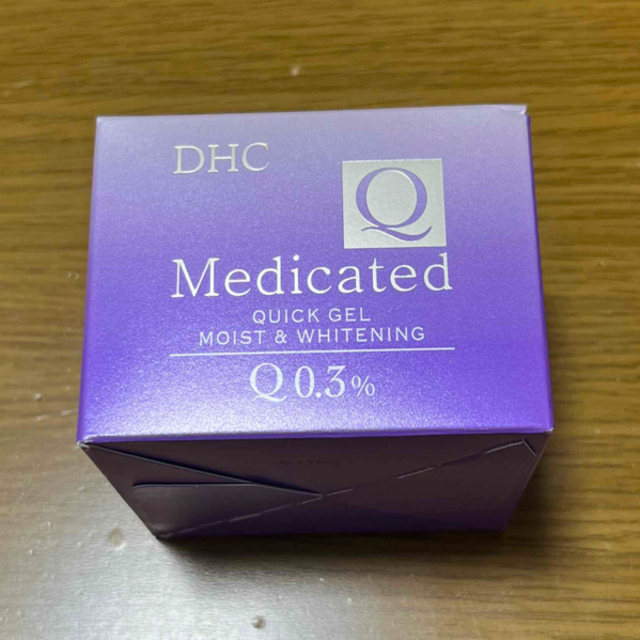 DHC
Q
Medicated
QUICK GEL
MOIST & WHITENING
Q 0.3%